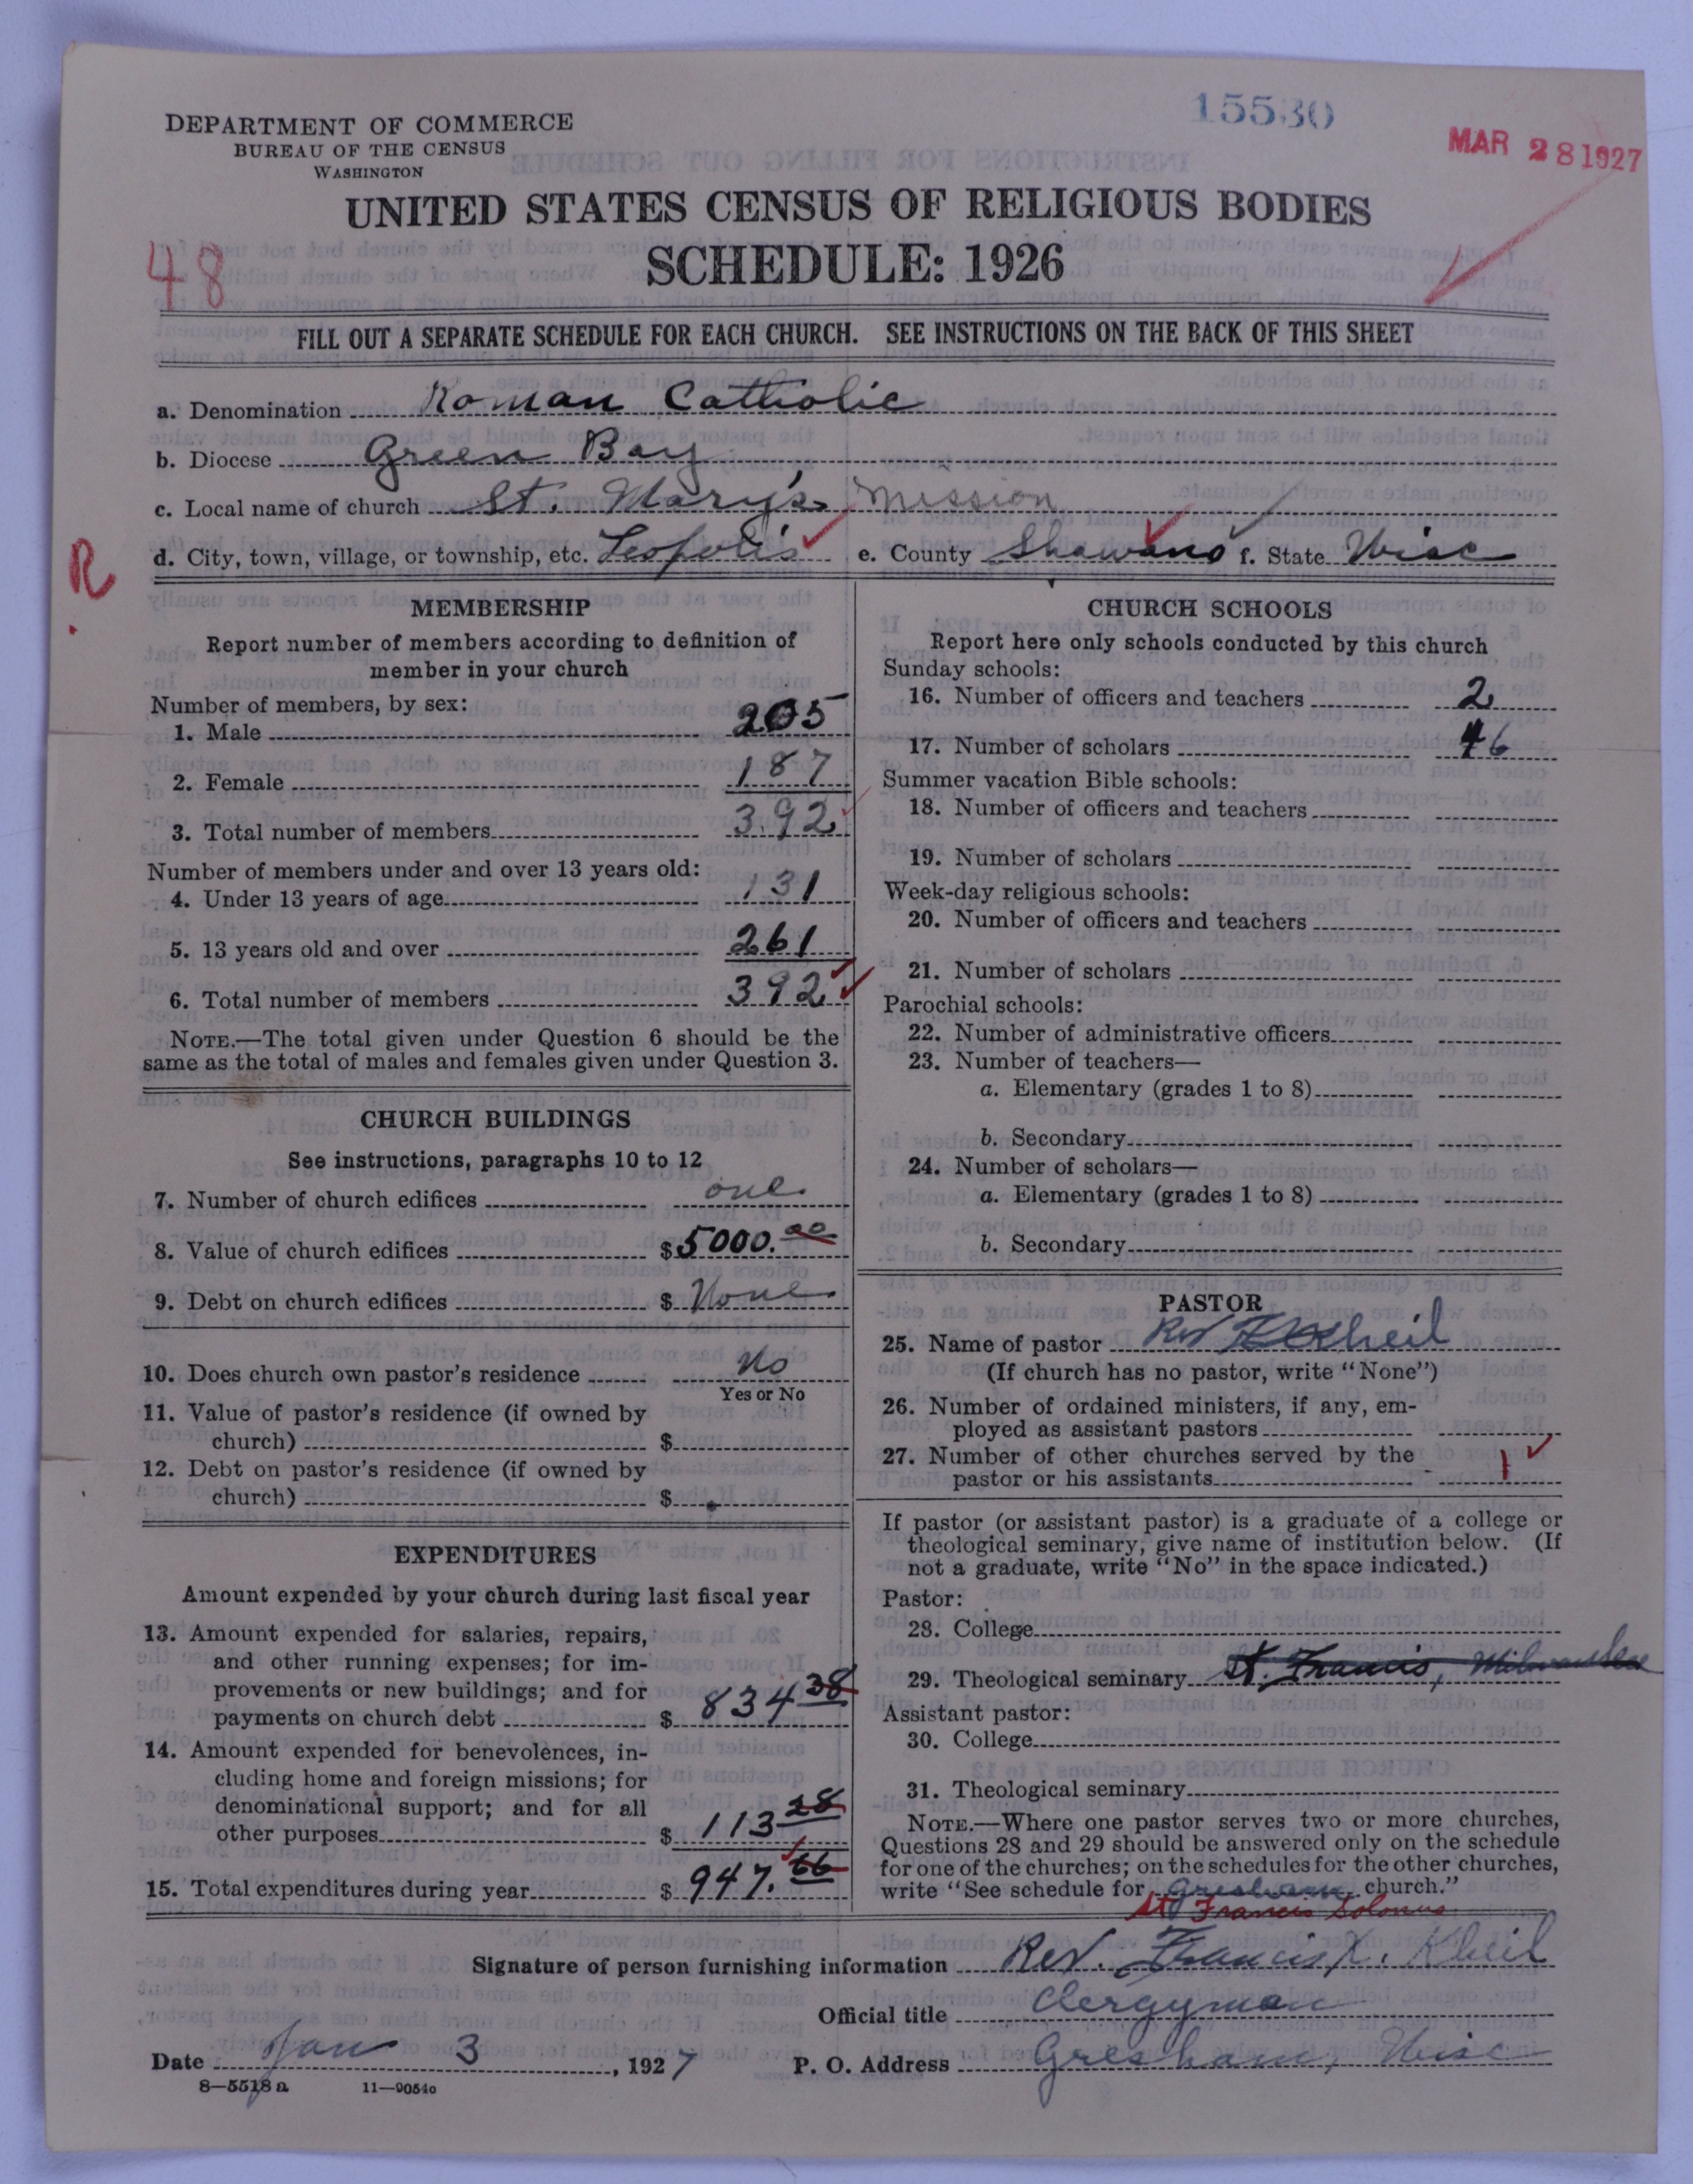 15530
MAR 28 1927
DEPARTMENT OF COMMERCE
BUREAU OF THE CENSUS
WASHINGTON
UNITED STATES CENSUS OF RELIGIOUS BODIES
48
SCHEDULE: 1926
FILL OUT A SEPARATE SCHEDULE FOR EACH CHURCH. SEE INSTRUCTIONS ON THE BACK OF THIS SHEET
a. Denomination Roman Catholic
b. Diocese Green Bay
c. Local name of church St. Mary's Mission
d. City, town, village, or township, etc. Leopolis e. County Shawano f. State Wisc
R
MEMBERSHIP
Report number of members according to definition of
member in your church
Number of members, by sex:
1. Male 205
2. Female 187
3. Total number of members 392
Number of members under and over 13 years old:
4. Under 13 years of age 131
5. 13 years old and over 261
6. Total number of members 392
NOTE.—The total given under Question 6 should be the
same as the total of males and females given under Question 3.
CHURCH BUILDINGS
See instructions, paragraphs 10 to 12
7. Number of church edifices one
8. Value of church edifices $5000.00
9. Debt on church edifices $ None
10. Does church own pastor's residence No
Yes or No
11. Value of pastor's residence (if owned by
church) $
12. Debt on pastor's residence (if owned by
church) $
EXPENDITURES
Amount expended by your church during last fiscal year
13. Amount expended for salaries, repairs,
and other running expenses; for im-
provements or new buildings; and for
payments on church debt $ 834 38
14. Amount expended for benevolences, in-
cluding home and foreign missions; for
denominational support; and for all
other purposes $ 113 28
15. Total expenditures during year $ 947.66
CHURCH SCHOOLS
Report here only schools conducted by this church
Sunday schools:
16. Number of officers and teachers 2
17. Number of scholars 46
Summer vacation Bible schools:
18. Number of officers and teachers
19. Number of scholars
Week-day religious schools:
20. Number of officers and teachers
21. Number of scholars
Parochial schools:
22. Number of administrative officers
23. Number of teachers—
a. Elementary (grades 1 to 8)
b. Secondary
24. Number of scholars—
a. Elementary (grades 1 to 8)
b. Secondary
PASTOR
25. Name of pastor Rev Kheil
(If church has no pastor, write "None")
26. Number of ordained ministers, if any, em-
ployed as assistant pastors
27. Number of other churches served by the
pastor or his assistants 1
If pastor (or assistant pastor) is a graduate of a college or
theological seminary, give name of institution below. (If
not a graduate, write "No" in the space indicated.)
Pastor:
28. College
29. Theological seminary St. Francis, Milwaukee
Assistant pastor:
30. College
31. Theological seminary
NOTE.—Where one pastor serves two or more churches,
Questions 28 and 29 should be answered only on the schedule
for one of the churches; on the schedules for the other churches,
write "See schedule for Gresham church."
St Francis Solonus
Signature of person furnishing information Rev. Francis X. Kheil
Official title Clergyman
Date Jan 3, 1927 P. O. Address Gresham, Wisc
8—5518 a 11—9054o